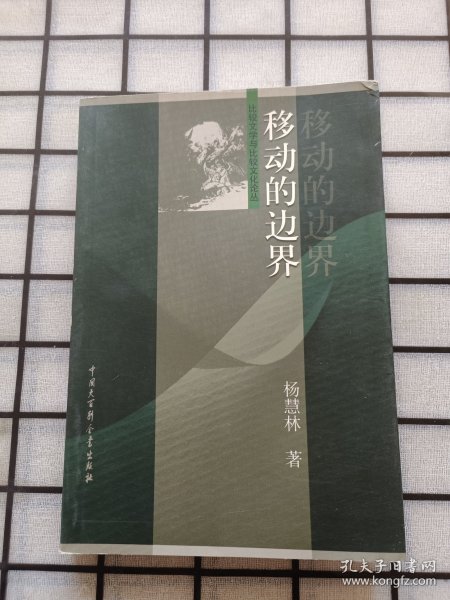 比较文学与比较文化论丛
移动的边界
移动的边界
杨慧林 著
中国大百科全书出版社
孔夫子旧书网
www.kongfz.com